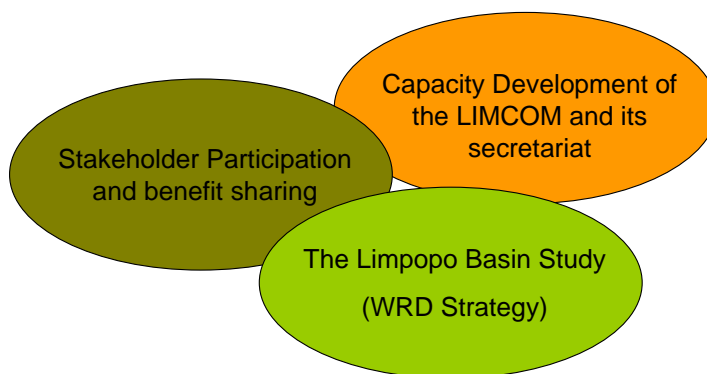 Capacity Development of
the LIMCOM and its
secretariat
Stakeholder Participation
and benefit sharing
The Limpopo Basin Study
(WRD Strategy)